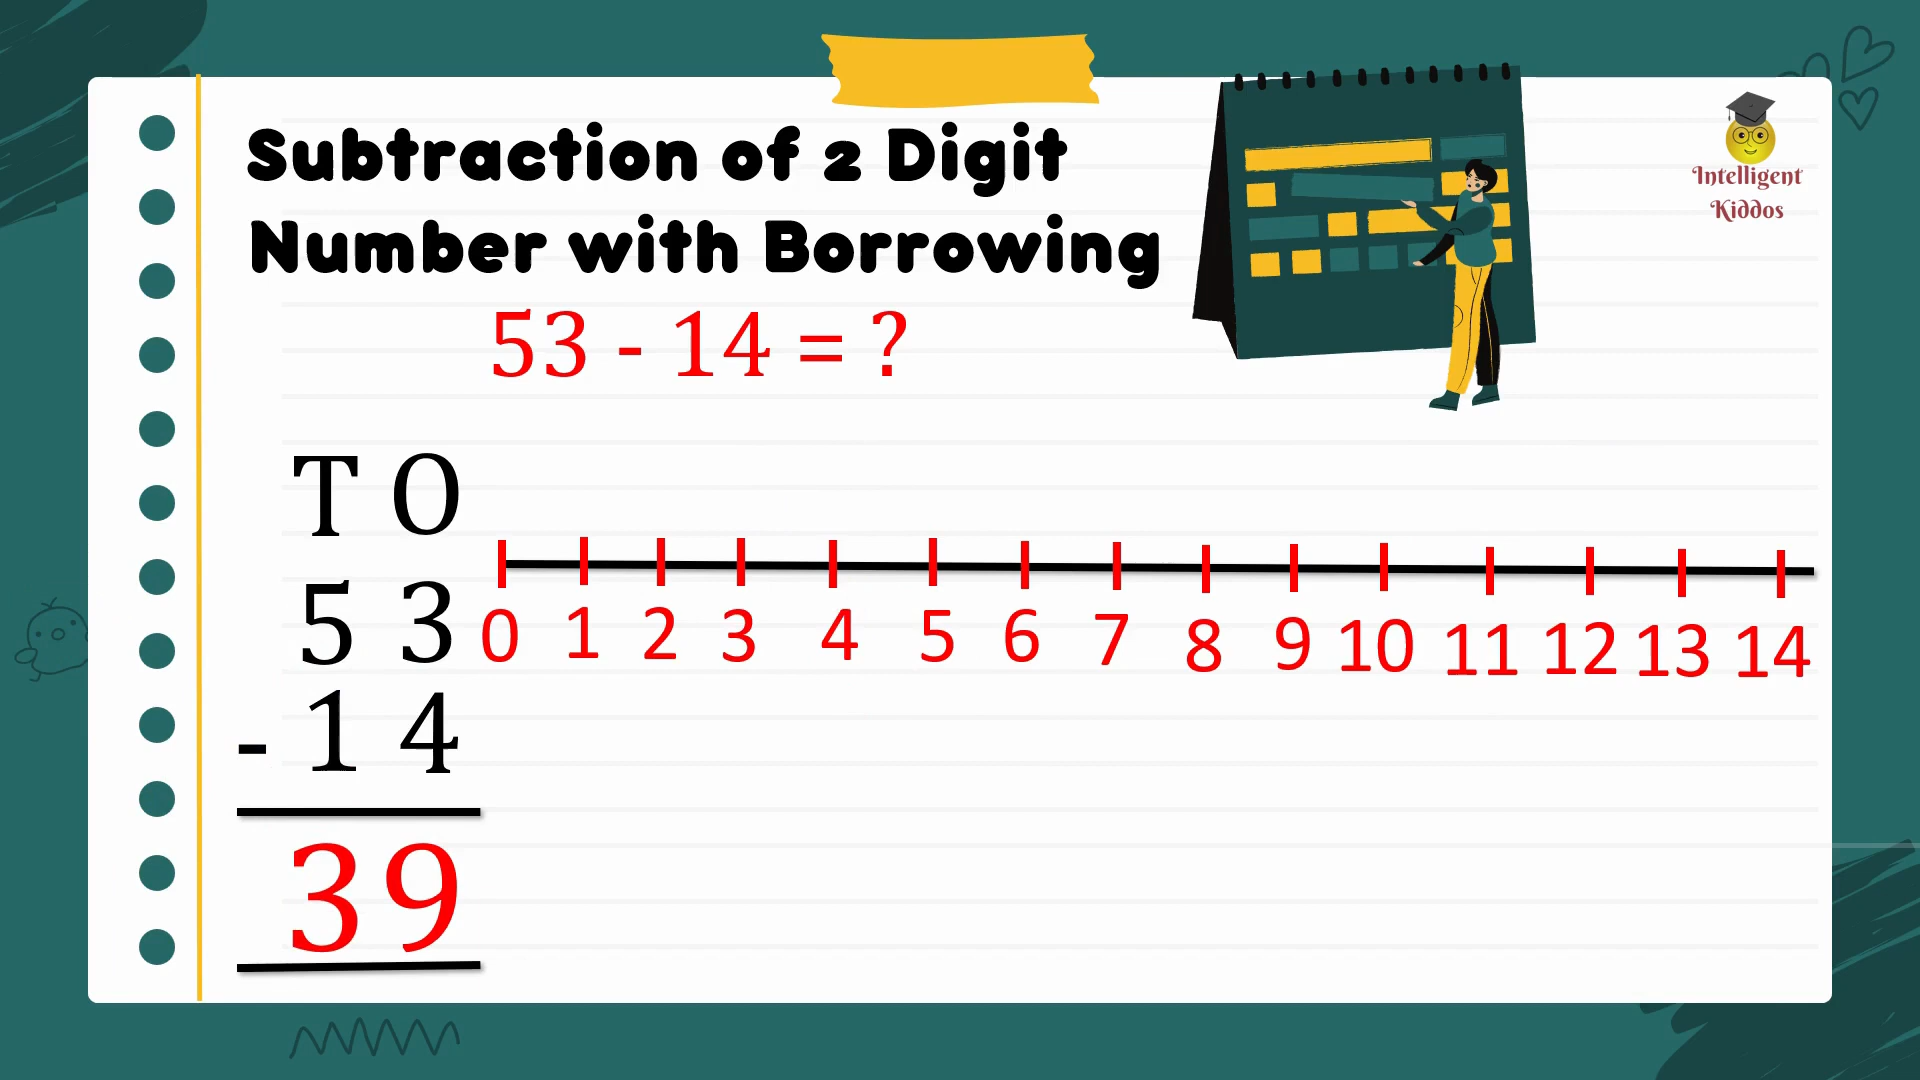 Subtraction of 2 Digit
Number with Borrowing
Intelligent
Kiddos
53 - 14 = ?
T O
5 3
- 1 4
39
0 1 2 3 4 5 6 7 8 9 10 11 12 13 14